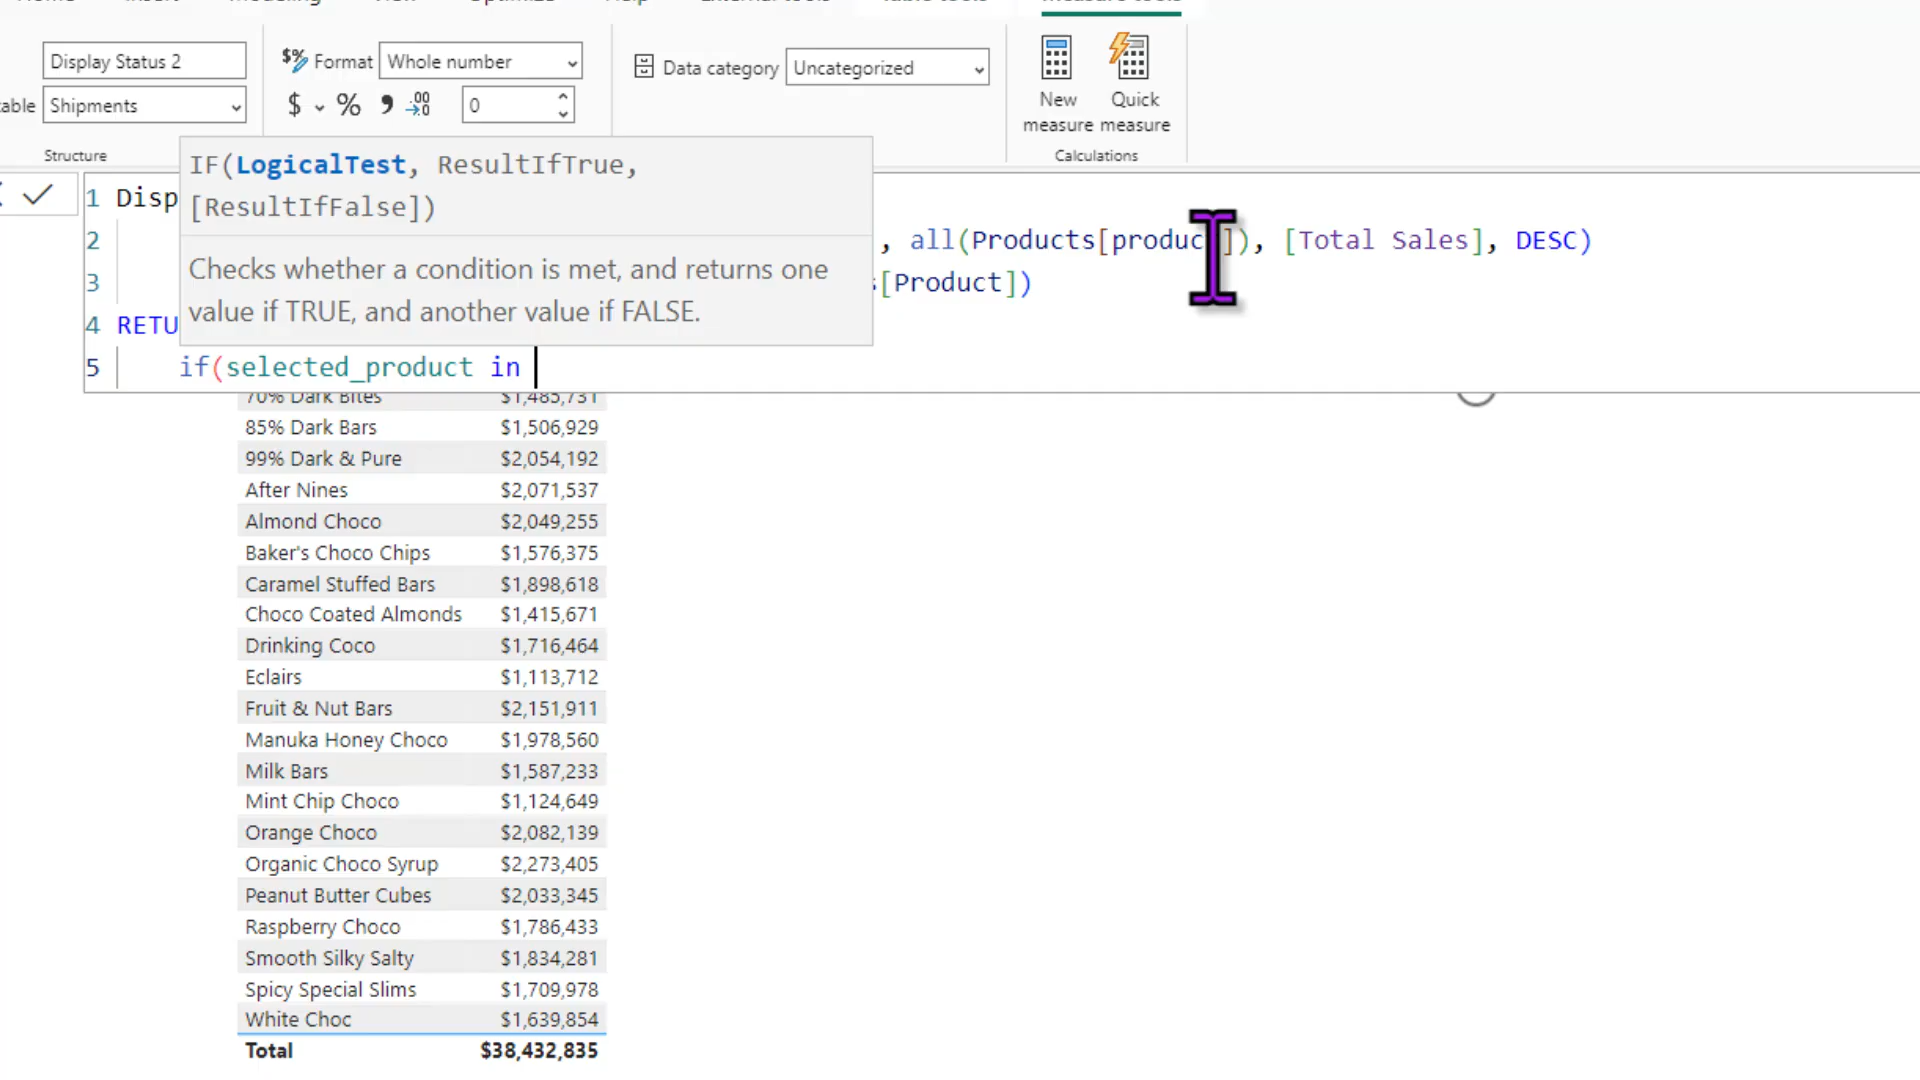 Display Status 2
Format
Whole number
Data category
Uncategorized
New
measure
Quick
measure
Shipments
$
%
0
Structure
Calculations
IF(LogicalTest, ResultIfTrue,
[ResultIfFalse])
Checks whether a condition is met, and returns one
value if TRUE, and another value if FALSE.
1 Disp
2 , all(Products[produc]), [Total Sales], DESC)
3 [Product])
4 RETU
5 if(selected_product in
70% Dark Bites $1,485,731
85% Dark Bars $1,506,929
99% Dark & Pure $2,054,192
After Nines $2,071,537
Almond Choco $2,049,255
Baker's Choco Chips $1,576,375
Caramel Stuffed Bars $1,898,618
Choco Coated Almonds $1,415,671
Drinking Coco $1,716,464
Eclairs $1,113,712
Fruit & Nut Bars $2,151,911
Manuka Honey Choco $1,978,560
Milk Bars $1,587,233
Mint Chip Choco $1,124,649
Orange Choco $2,082,139
Organic Choco Syrup $2,273,405
Peanut Butter Cubes $2,033,345
Raspberry Choco $1,786,433
Smooth Silky Salty $1,834,281
Spicy Special Slims $1,709,978
White Choc $1,639,854
Total $38,432,835